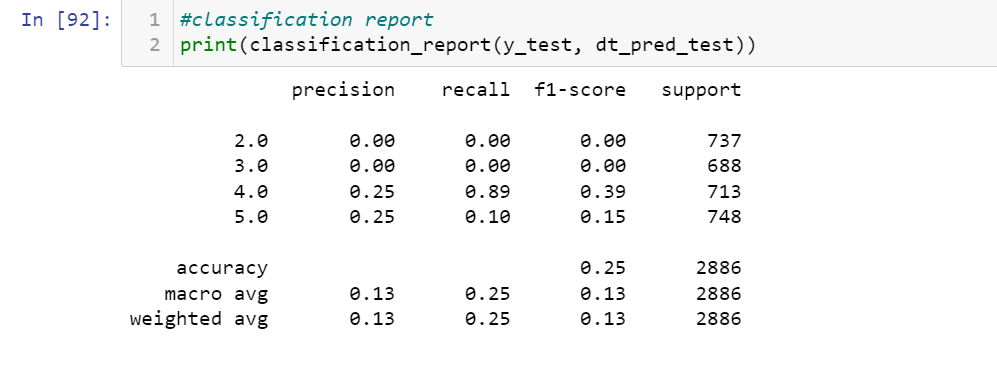 In [92]:
1 #classification report
2 print(classification_report(y_test, dt_pred_test))
precision recall f1-score support
2.0 0.00 0.00 0.00 737
3.0 0.00 0.00 0.00 688
4.0 0.25 0.89 0.39 713
5.0 0.25 0.10 0.15 748
accuracy 0.25 2886
macro avg 0.13 0.25 0.13 2886
weighted avg 0.13 0.25 0.13 2886